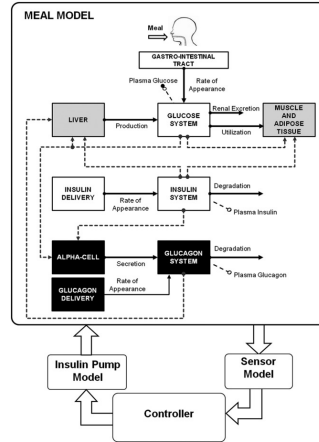 MEAL MODEL
Meal
GASTRO-INTESTINAL
TRACT
Plasma Glucose
Rate of
Appearance
LIVER
Production
GLUCOSE
SYSTEM
Renal Excretion
Utilization
MUSCLE
AND
ADIPOSE
TISSUE
INSULIN
DELIVERY
Rate of
Appearance
INSULIN
SYSTEM
Degradation
Plasma Insulin
ALPHA-CELL
Secretion
GLUCAGON
SYSTEM
Degradation
Plasma Glucagon
GLUCAGON
DELIVERY
Rate of
Appearance
Insulin Pump
Model
Sensor
Model
Controller